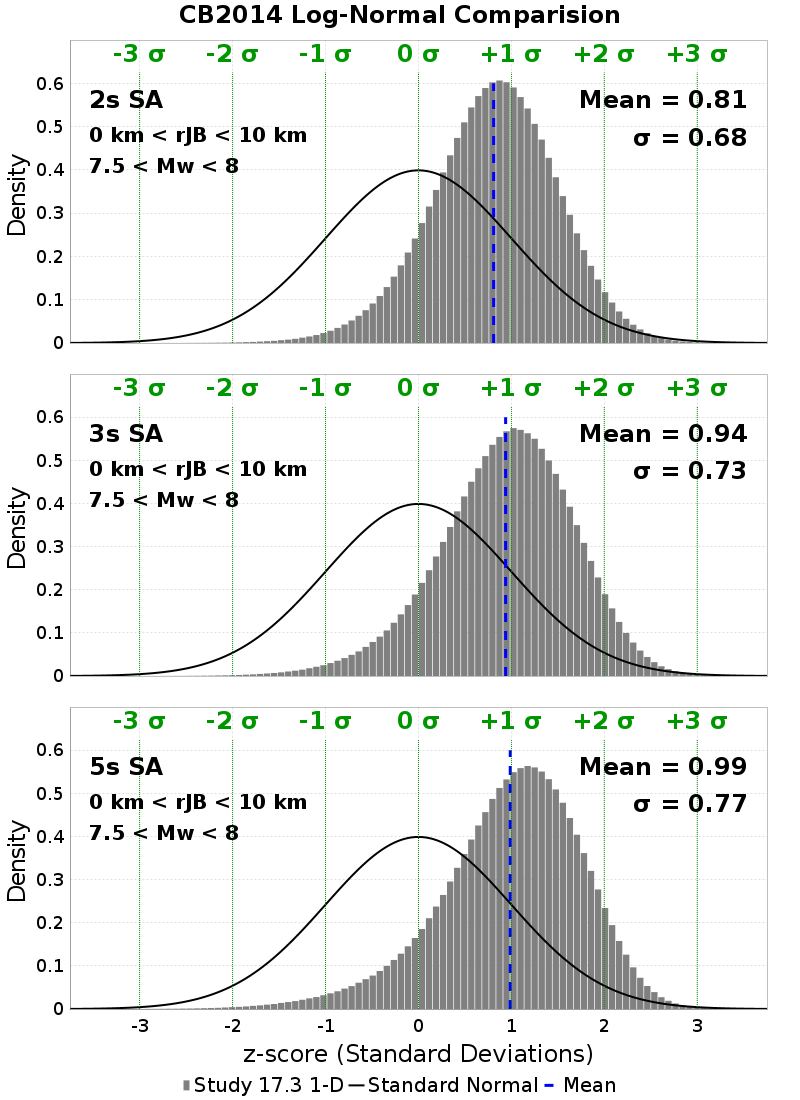 CB2014 Log-Normal Comparision
-3 σ -2 σ -1 σ 0 σ +1 σ +2 σ +3 σ
2s SA
Mean = 0.81
0 km < rJB < 10 km
σ = 0.68
7.5 < Mw < 8
Density
0.6
0.5
0.4
0.3
0.2
0.1
0
-3 σ -2 σ -1 σ 0 σ +1 σ +2 σ +3 σ
3s SA
Mean = 0.94
0 km < rJB < 10 km
σ = 0.73
7.5 < Mw < 8
Density
0.6
0.5
0.4
0.3
0.2
0.1
0
-3 σ -2 σ -1 σ 0 σ +1 σ +2 σ +3 σ
5s SA
Mean = 0.99
0 km < rJB < 10 km
σ = 0.77
7.5 < Mw < 8
Density
0.6
0.5
0.4
0.3
0.2
0.1
0
-3 -2 -1 0 1 2 3
z-score (Standard Deviations)
Study 17.3 1-D Standard Normal Mean